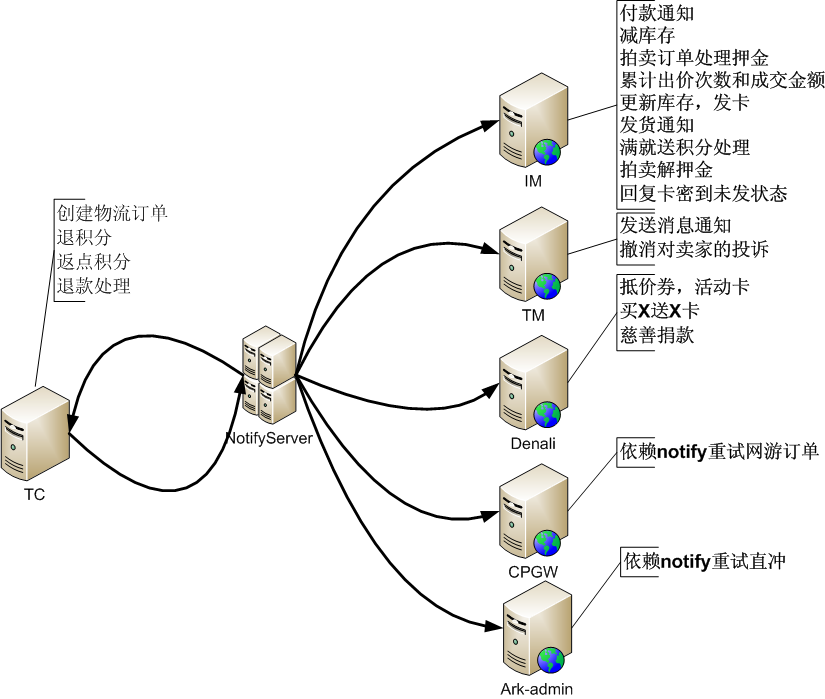 付款通知
减库存
拍卖订单处理押金
累计出价次数和成交金额
更新库存，发卡
发货通知
满就送积分处理
拍卖解押金
回复卡密到未发状态
IM
创建物流订单
退积分
返点积分
退款处理
发送消息通知
撤消对卖家的投诉
TM
抵价券，活动卡
买X送X卡
慈善捐款
NotifyServer
Denali
TC
依赖notify重试网游订单
CPGW
依赖notify重试直冲
Ark-admin